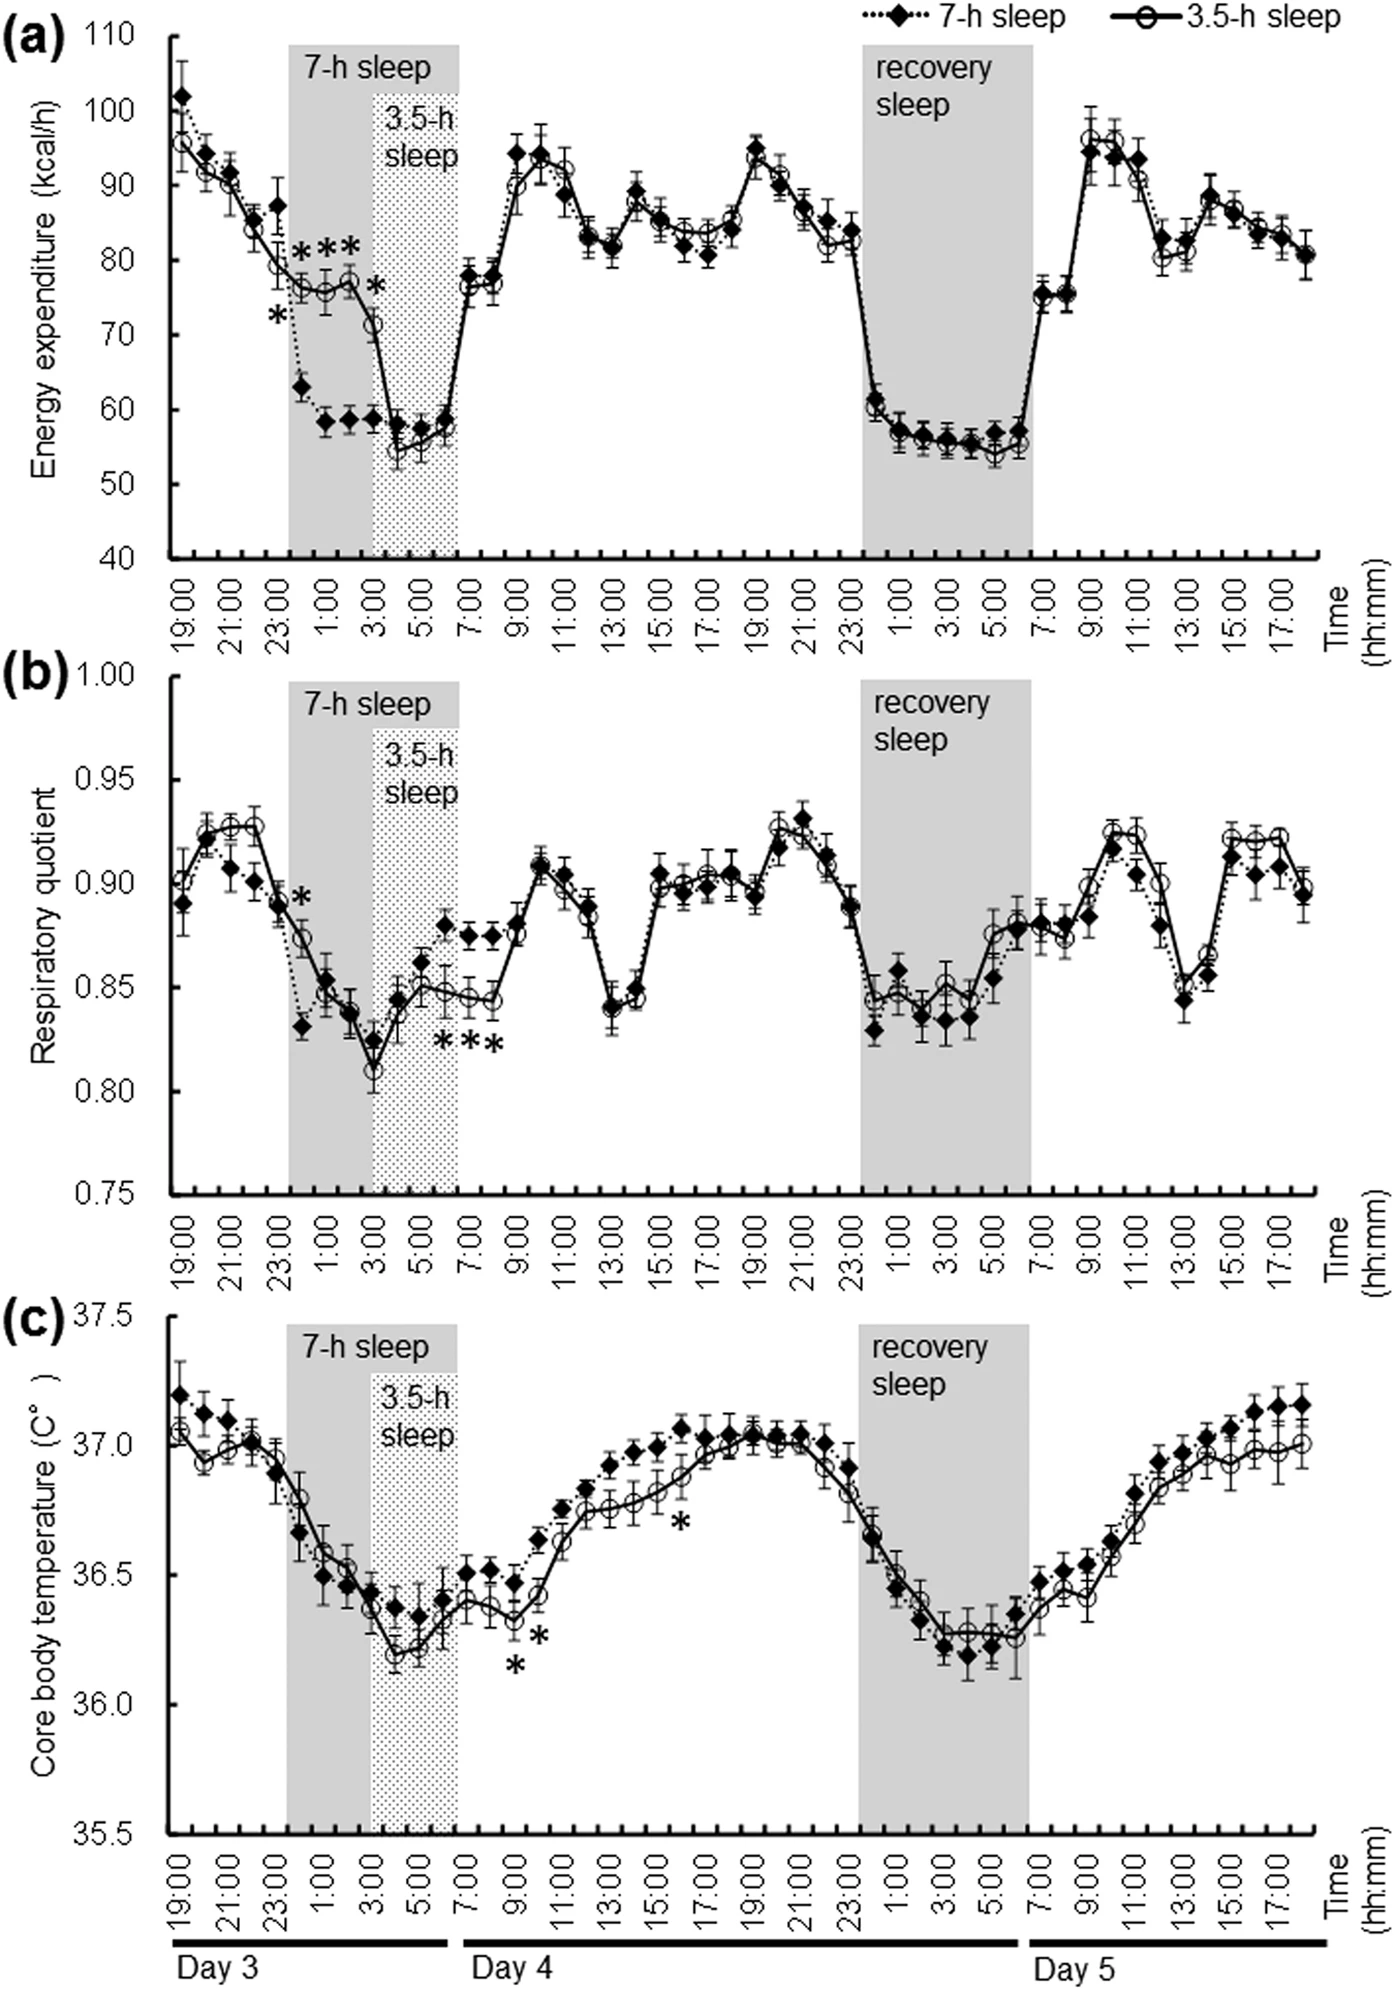 7-h sleep 3.5-h sleep
(a)
Energy expenditure (kcal/h)
110
100
90
80
70
60
50
40
7-h sleep
3.5-h
sleep
recovery
sleep
* * * * *
19:00 21:00 23:00 1:00 3:00 5:00 7:00 9:00 11:00 13:00 15:00 17:00 19:00 21:00 23:00 1:00 3:00 5:00 7:00 9:00 11:00 13:00 15:00 17:00
Time
(hh:mm)
(b)
Respiratory quotient
1.00
0.95
0.90
0.85
0.80
0.75
7-h sleep
3.5-h
sleep
recovery
sleep
*
* * *
19:00 21:00 23:00 1:00 3:00 5:00 7:00 9:00 11:00 13:00 15:00 17:00 19:00 21:00 23:00 1:00 3:00 5:00 7:00 9:00 11:00 13:00 15:00 17:00
Time
(hh:mm)
(c)
Core body temperature (C° )
37.5
37.0
36.5
36.0
35.5
7-h sleep
3.5-h
sleep
recovery
sleep
* * *
19:00 21:00 23:00 1:00 3:00 5:00 7:00 9:00 11:00 13:00 15:00 17:00 19:00 21:00 23:00 1:00 3:00 5:00 7:00 9:00 11:00 13:00 15:00 17:00
Time
(hh:mm)
Day 3 Day 4 Day 5